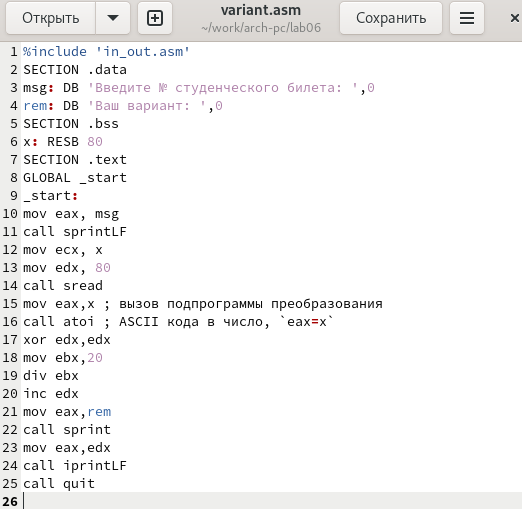 Открыть
variant.asm
~/work/arch-pc/lab06
Сохранить
1 %include 'in_out.asm'
2 SECTION .data
3 msg: DB 'Введите № студенческого билета: ',0
4 rem: DB 'Ваш вариант: ',0
5 SECTION .bss
6 x: RESB 80
7 SECTION .text
8 GLOBAL _start
9 _start:
10 mov eax, msg
11 call sprintLF
12 mov ecx, x
13 mov edx, 80
14 call sread
15 mov eax,x ; вызов подпрограммы преобразования
16 call atoi ; ASCII кода в число, `eax=x`
17 xor edx,edx
18 mov ebx,20
19 div ebx
20 inc edx
21 mov eax,rem
22 call sprint
23 mov eax,edx
24 call iprintLF
25 call quit
26